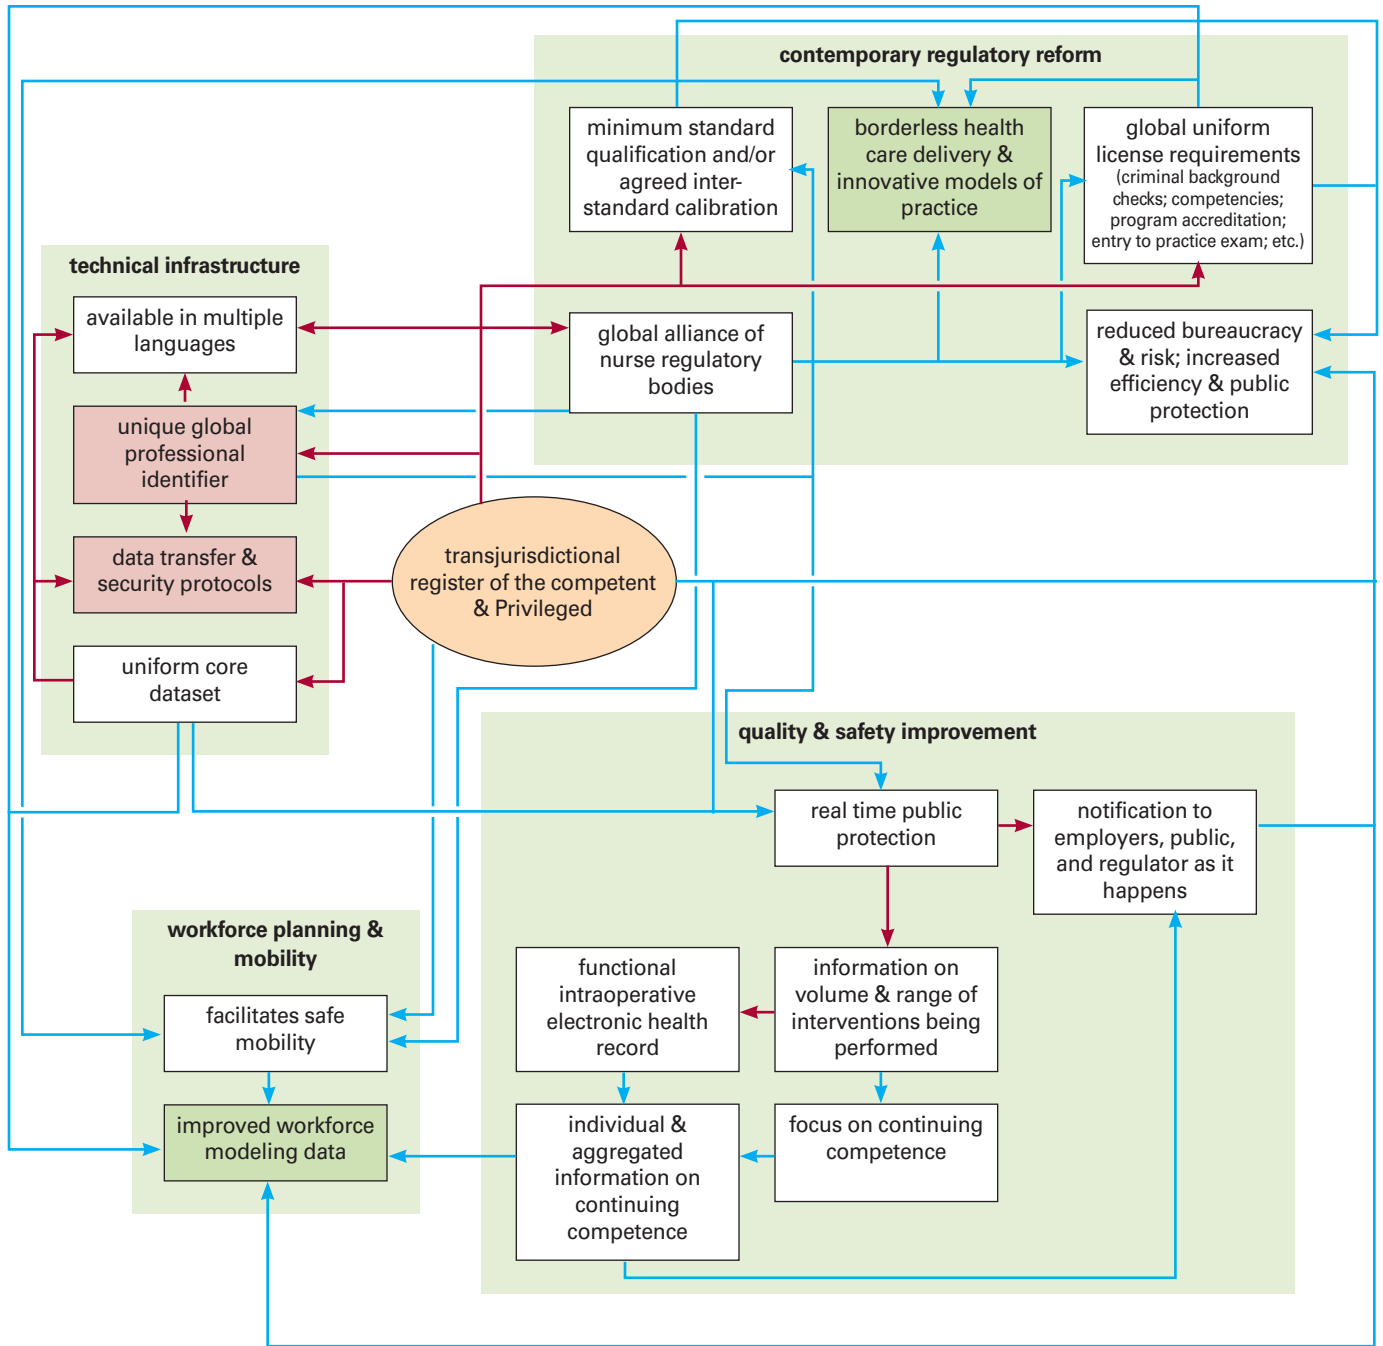 contemporary regulatory reform
minimum standard
qualification and/or
agreed inter-
standard calibration
borderless health
care delivery &
innovative models of
practice
global uniform
license requirements
(criminal background
checks; competencies;
program accreditation;
entry to practice exam; etc.)
global alliance of
nurse regulatory
bodies
reduced bureaucracy
& risk; increased
efficiency & public
protection
technical infrastructure
available in multiple
languages
unique global
professional
identifier
data transfer &
security protocols
uniform core
dataset
transjurisdictional
register of the competent
& Privileged
quality & safety improvement
real time public
protection
notification to
employers, public,
and regulator as it
happens
functional
intraoperative
electronic health
record
information on
volume & range of
interventions being
performed
individual &
aggregated
information on
continuing
competence
focus on continuing
competence
workforce planning &
mobility
facilitates safe
mobility
improved workforce
modeling data